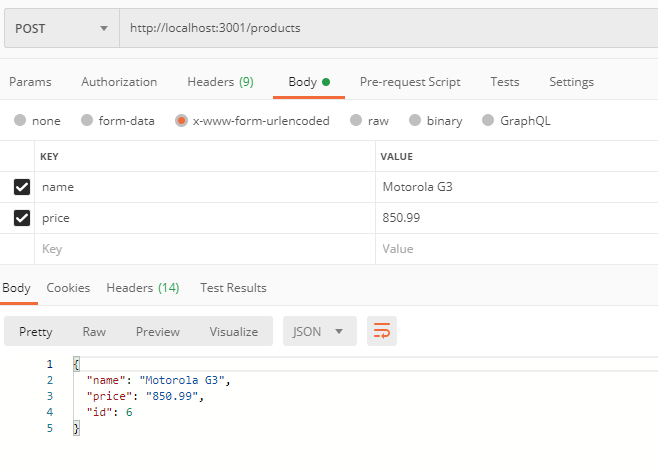 POST http://localhost:3001/products
Params Authorization Headers (9) Body Pre-request Script Tests Settings
none form-data x-www-form-urlencoded raw binary GraphQL
KEY VALUE
name Motorola G3
price 850.99
Key Value
Body Cookies Headers (14) Test Results
Pretty Raw Preview Visualize JSON
1 {
2 "name": "Motorola G3",
3 "price": "850.99",
4 "id": 6
5 }